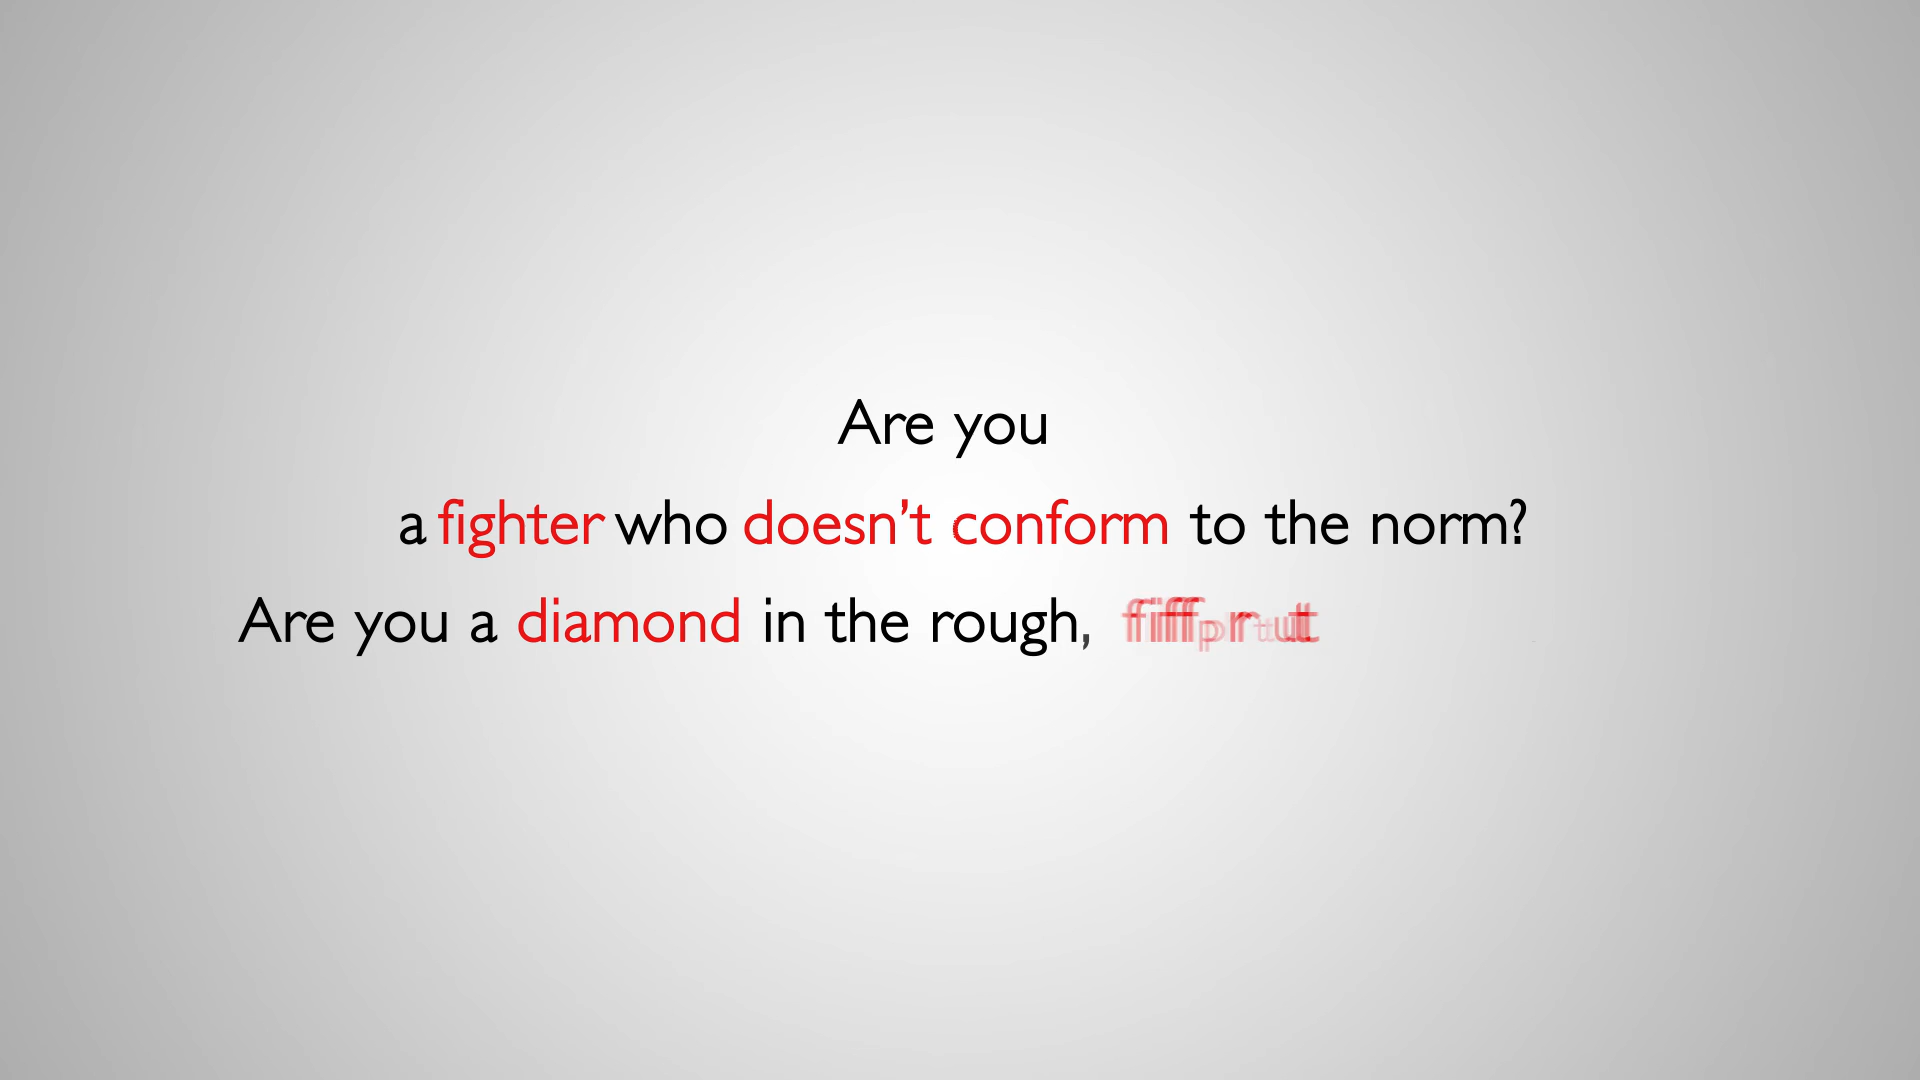 Are you
a fighter who doesn’t conform to the norm?
Are you a diamond in the rough,